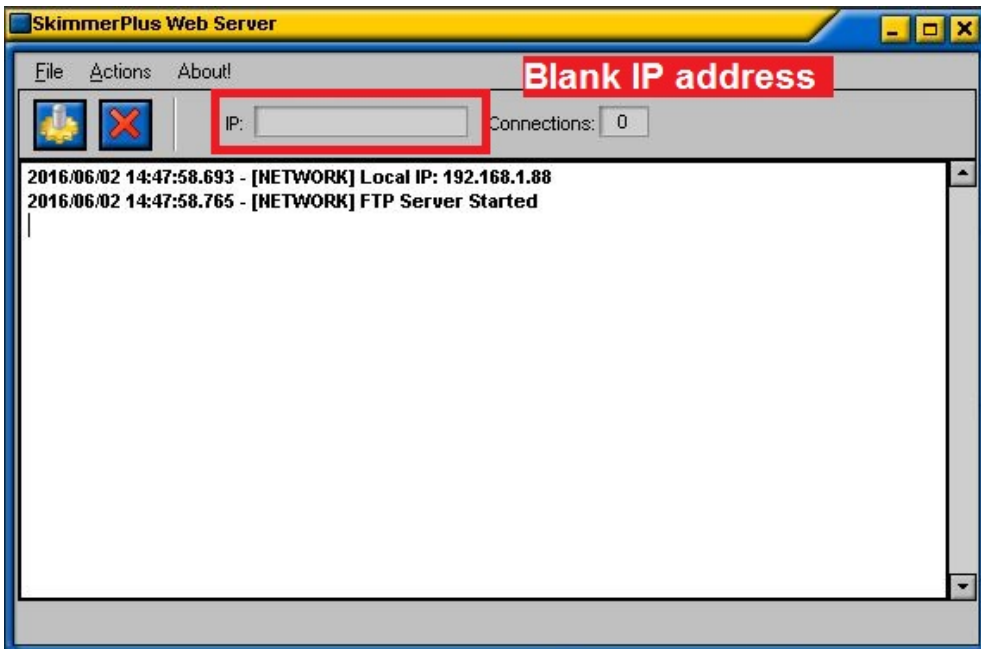 SkimmerPlus Web Server
File Actions About!
Blank IP address
IP: Connections: 0
2016/06/02 14:47:58.693 - [NETWORK] Local IP: 192.168.1.88
2016/06/02 14:47:58.765 - [NETWORK] FTP Server Started